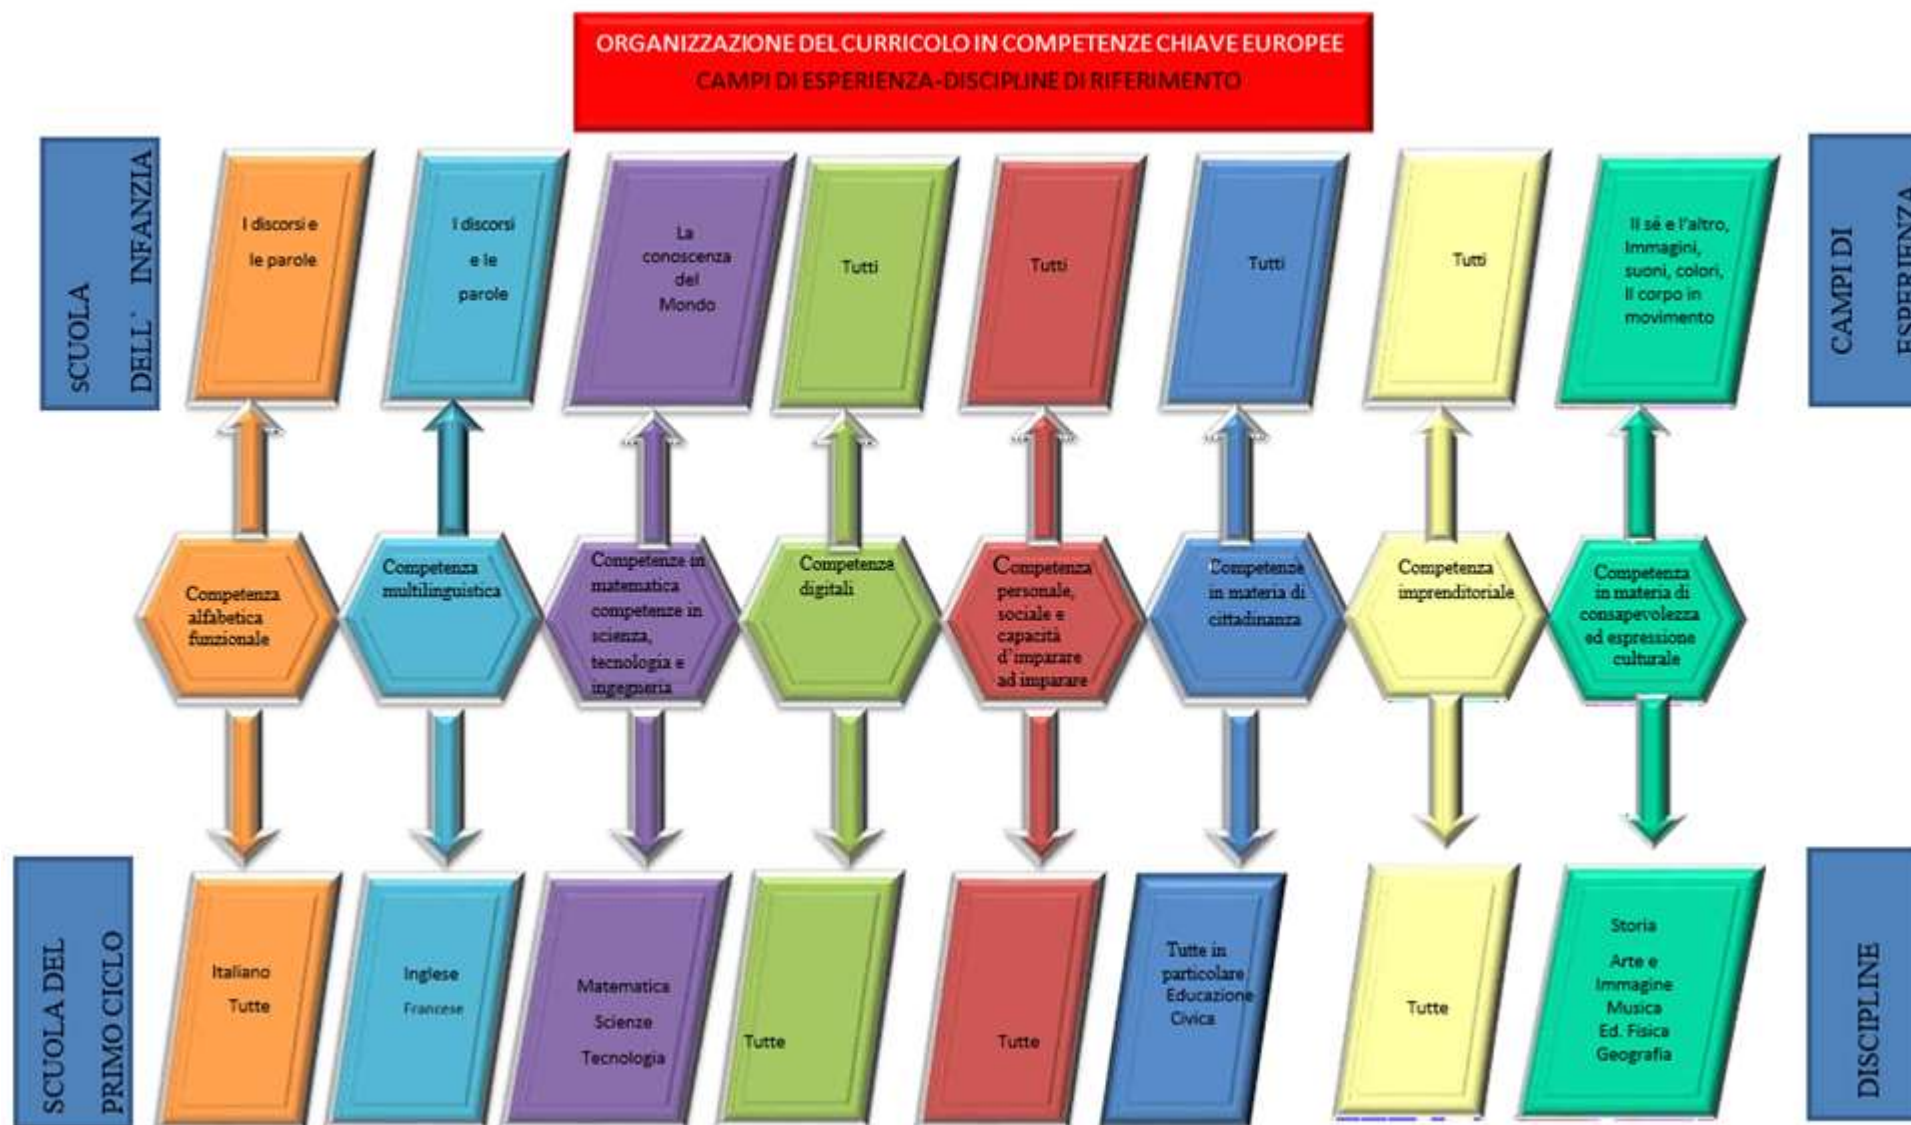 ORGANIZZAZIONE DEL CURRICOLO IN COMPETENZE CHIAVE EUROPEE
CAMPI DI ESPERIENZA-DISCIPLINE DI RIFERIMENTO
sCUOLA
DELL` INFANZIA
I discorsi e
le parole
I discorsi
e le
parole
La
conoscenza
del
Mondo
Tutti
Tutti
Tutti
Tutti
Il sé e l'altro,
Immagini,
suoni, colori,
Il corpo in
movimento
CAMPI DI
ESPERIENZA
Competenza
alfabetica
funzionale
Competenza
multilinguistica
Competenze in
matematica
competenze in
scienza,
tecnologia e
ingegneria
Competenze
digitali
Competenza
personale,
sociale e
capacità
d'imparare
ad imparare
Competenze
in materia di
cittadinanza
Competenza
imprenditoriale
Competenza
in materia di
consapevolezza
ed espressione
culturale
SCUOLA DEL
PRIMO CICLO
Italiano
Tutte
Inglese
Francese
Matematica
Scienze
Tecnologia
Tutte
Tutte
Tutte in
particolare
Educazione
Civica
Tutte
Storia
Arte e
Immagine
Musica
Ed. Fisica
Geografia
DISCIPLINE